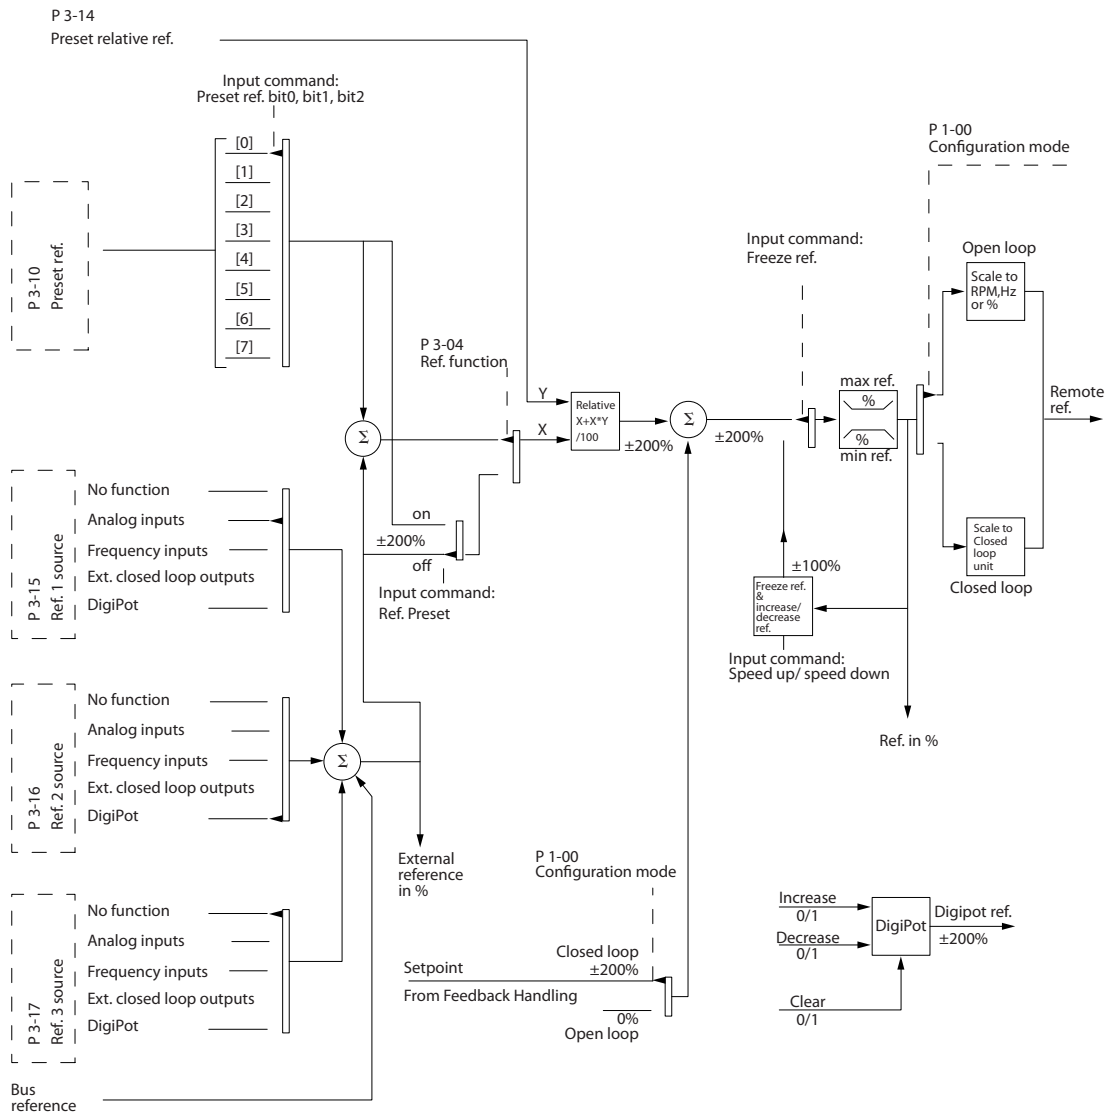 P 3-14
Preset relative ref.
Input command:
Preset ref. bit0, bit1, bit2
[0]
[1]
[2]
[3]
[4]
[5]
[6]
[7]
P 3-10
Preset ref.
P 1-00
Configuration mode
Input command:
Freeze ref.
Open loop
Scale to
RPM,Hz
or %
P 3-04
Ref. function
Y
X
Relative
X+X*Y
/100
±200%
Σ
±200%
max ref.
%
%
min ref.
Remote
ref.
Σ
on
±200%
off
Input command:
Ref. Preset
Scale to
Closed
loop
unit
Closed loop
±100%
Freeze ref.
&
increase/
decrease
ref.
Input command:
Speed up/ speed down
Ref. in %
P 3-15
Ref. 1 source
No function
Analog inputs
Frequency inputs
Ext. closed loop outputs
DigiPot
P 3-16
Ref. 2 source
No function
Analog inputs
Frequency inputs
Ext. closed loop outputs
DigiPot
Σ
External
reference
in %
P 3-17
Ref. 3 source
No function
Analog inputs
Frequency inputs
Ext. closed loop outputs
DigiPot
Bus
reference
P 1-00
Configuration mode
Closed loop
Setpoint
±200%
From Feedback Handling
0%
Open loop
Increase
0/1
Decrease
0/1
DigiPot
Digipot ref.
±200%
Clear
0/1